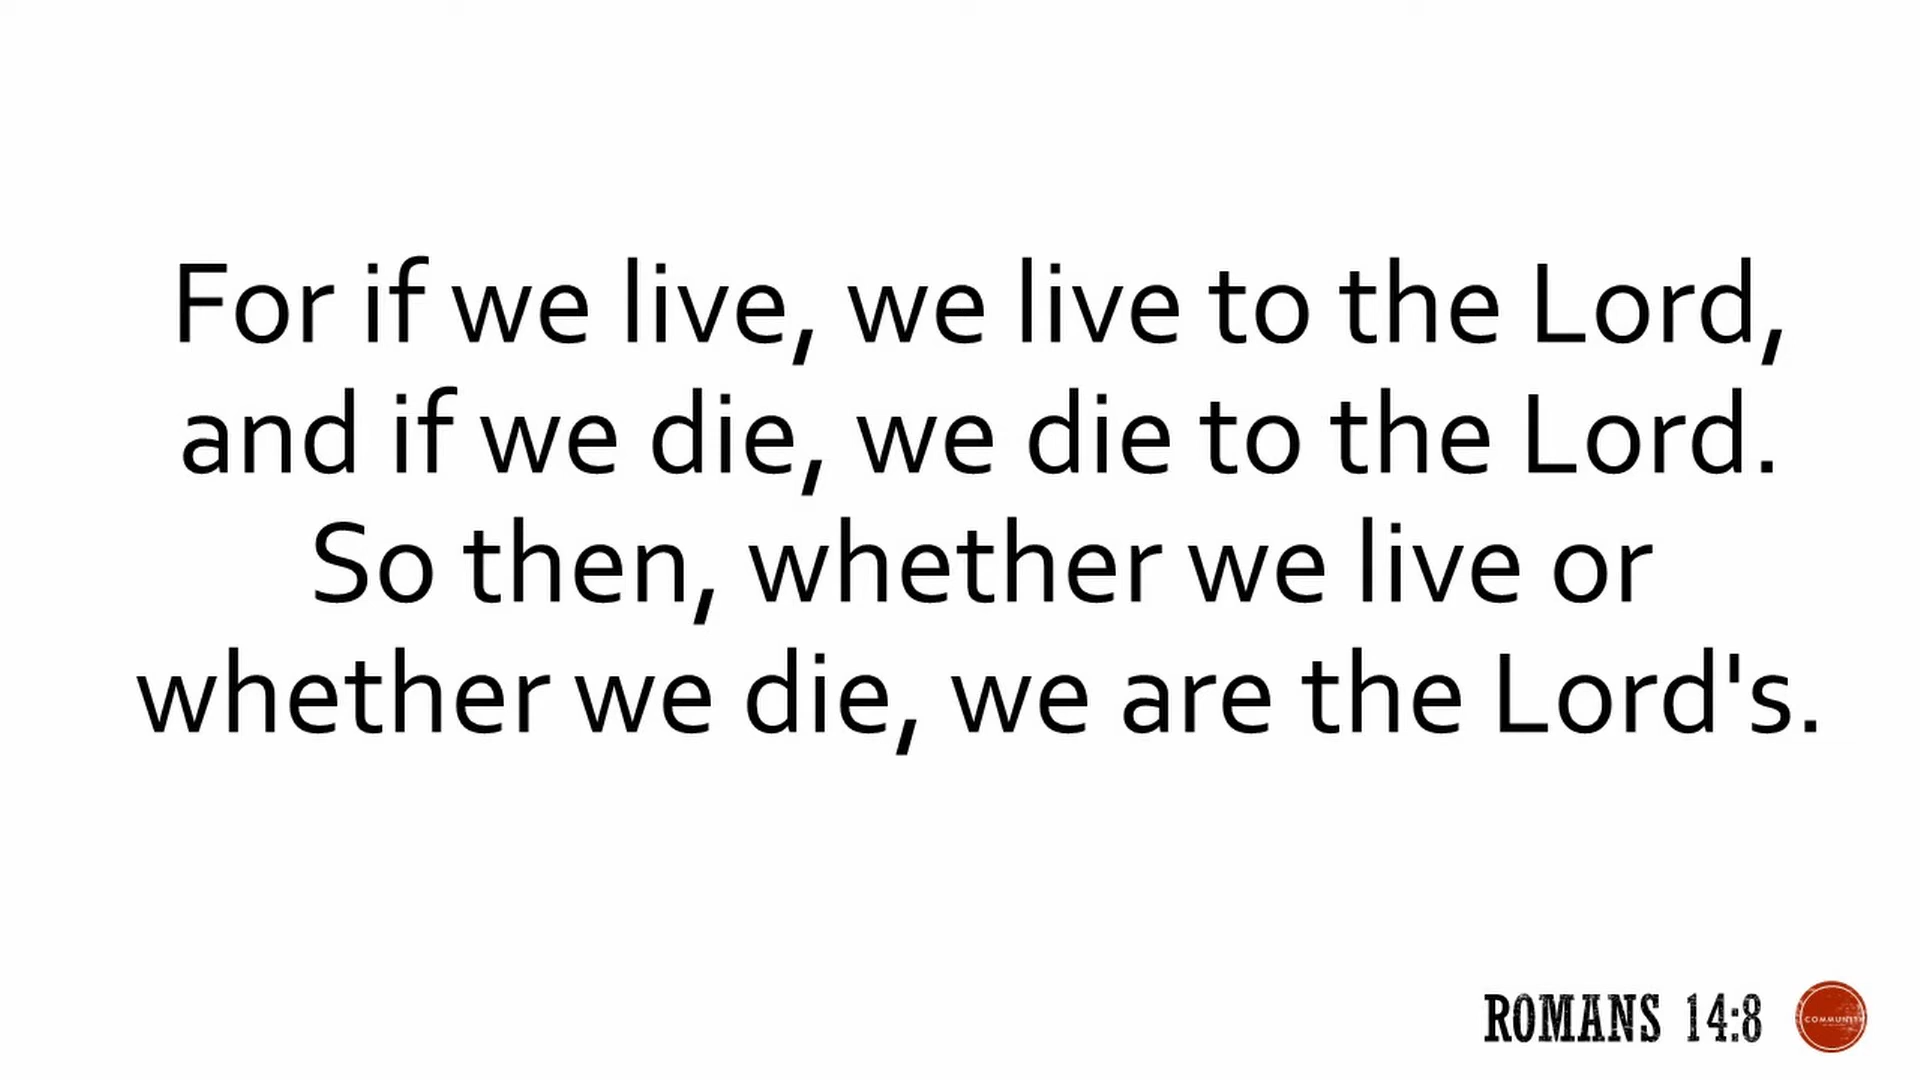 For if we live, we live to the Lord,
and if we die, we die to the Lord.
So then, whether we live or
whether we die, we are the Lord's.
ROMANS 14:8
COMMUNITY